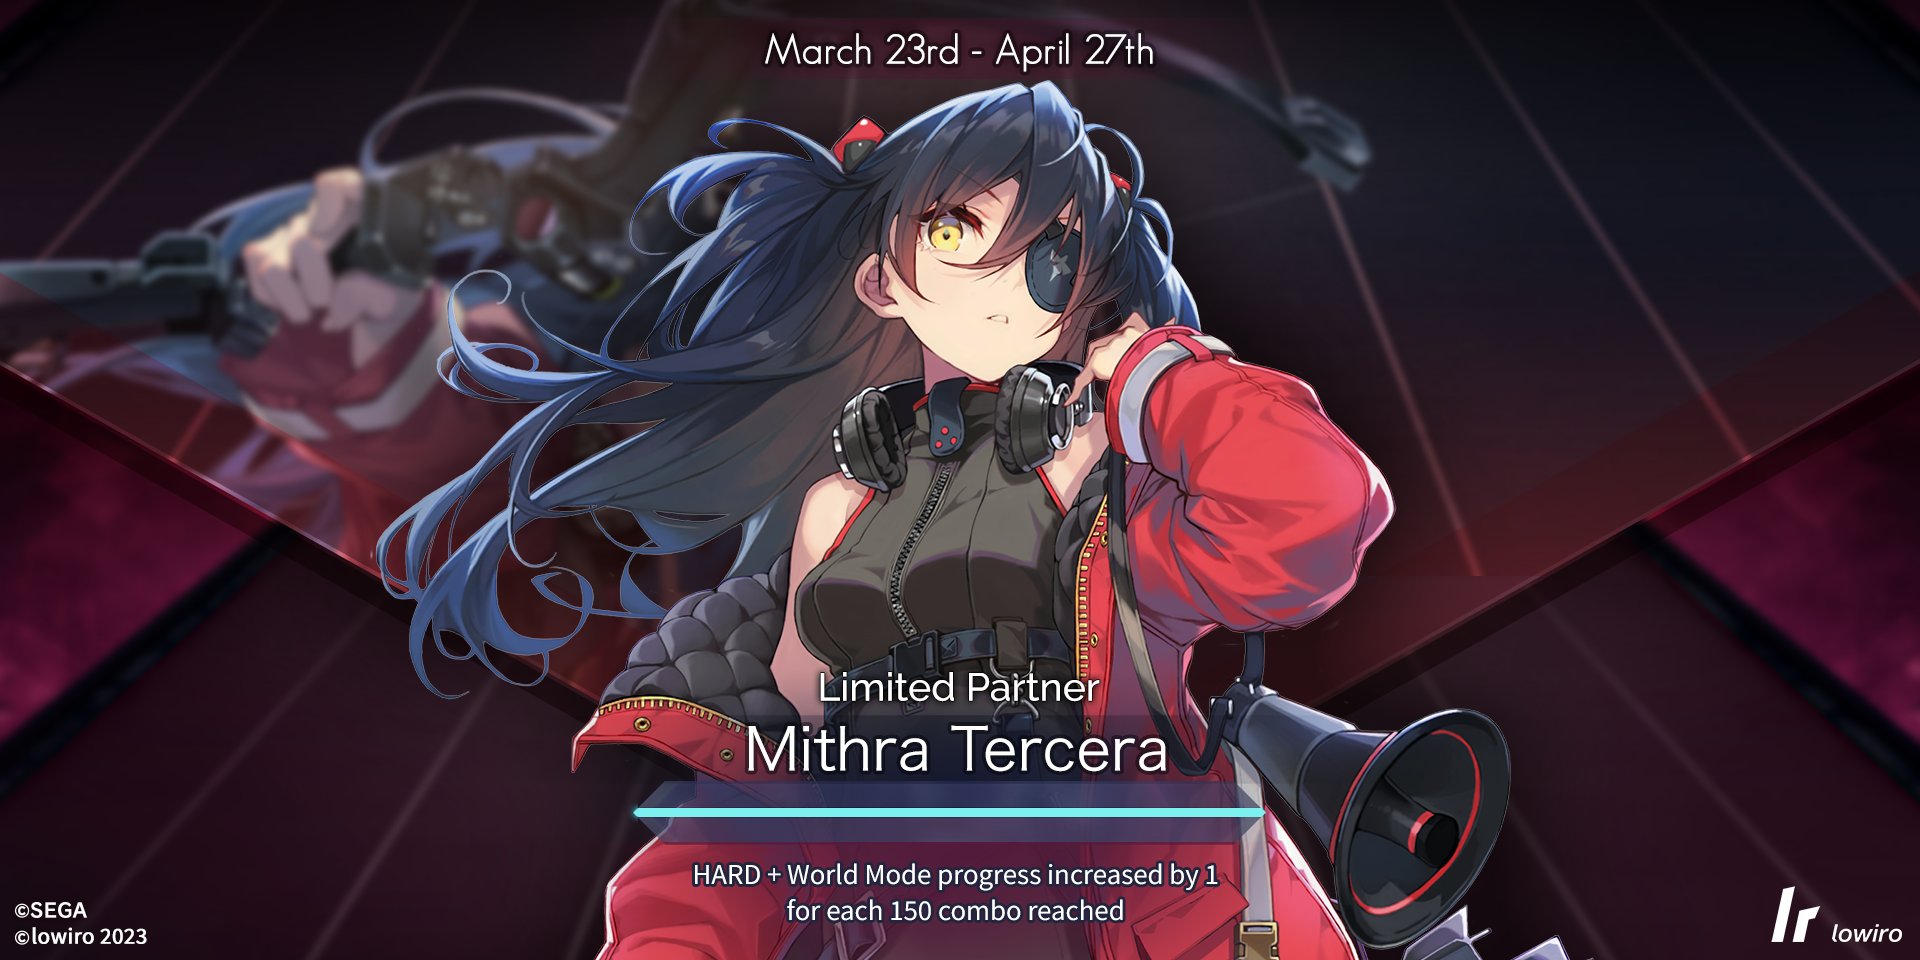 March 23rd - April 27th
Limited Partner
Mithra Tercera
HARD + World Mode progress increased by 1
for each 150 combo reached
©SEGA
©lowiro 2023
lr lowiro